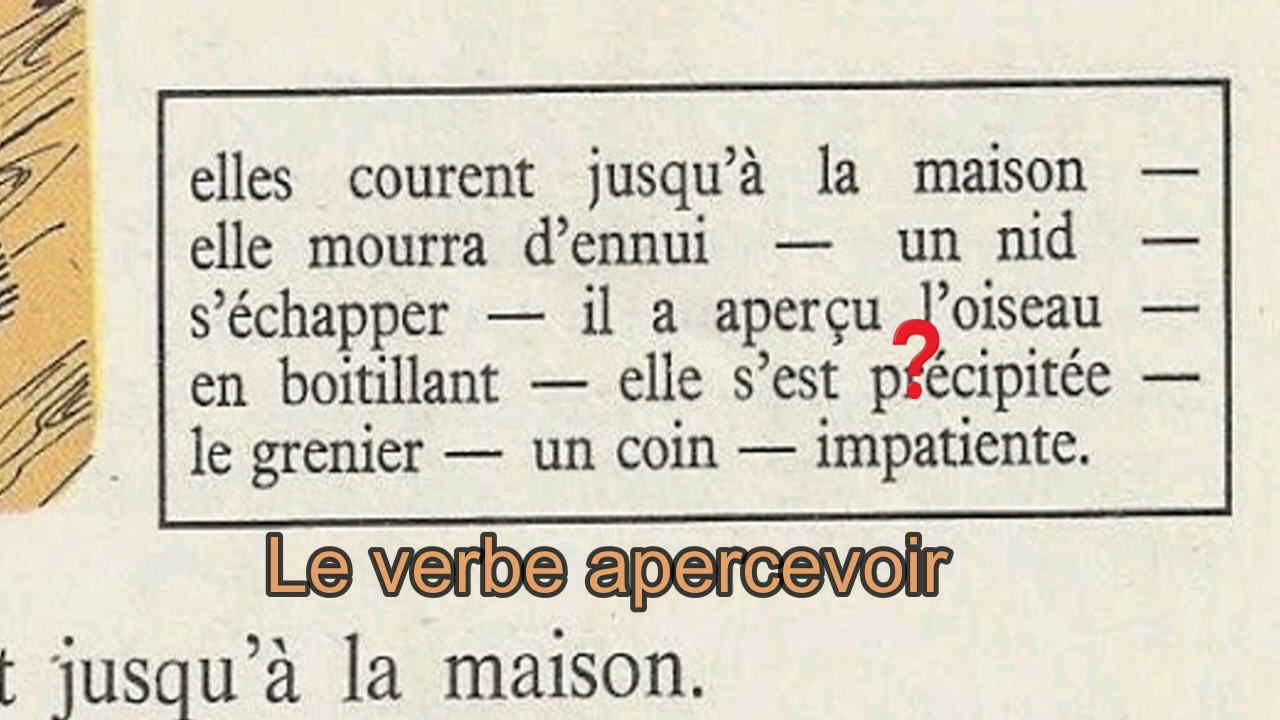 elles courent jusqu'à la maison —
elle mourra d'ennui — un nid —
s'échapper — il a aperçu l'oiseau —
en boitillant — elle s'est précipitée —
le grenier — un coin — impatiente.
❓
Le verbe apercevoir
t jusqu'à la maison.